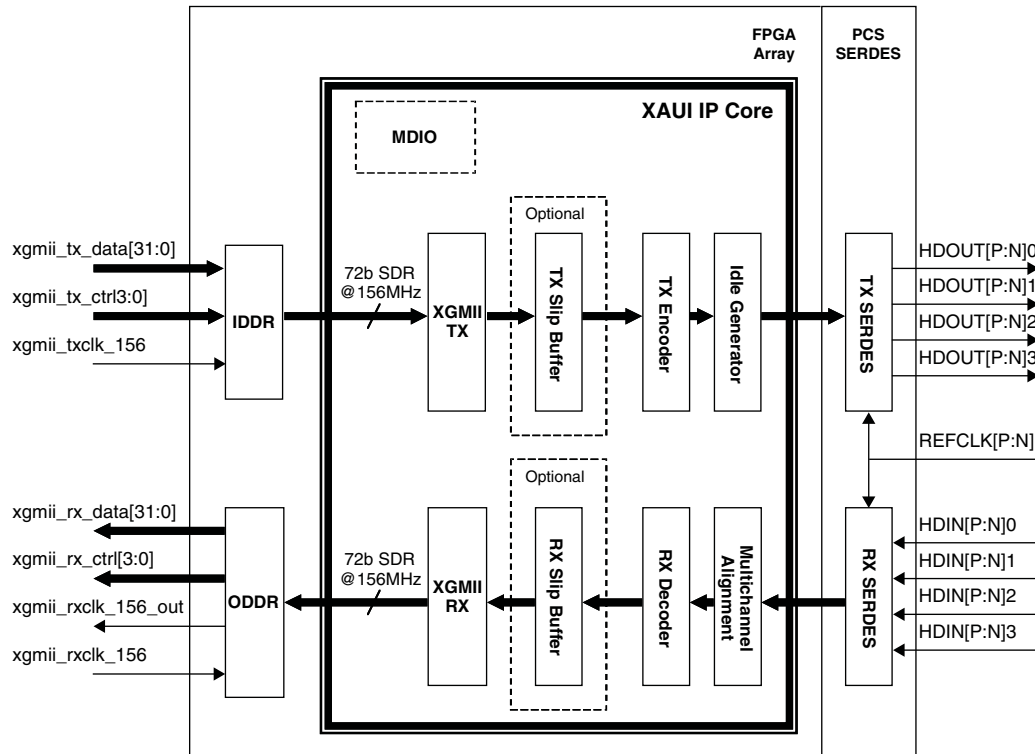 FPGA
Array
PCS
SERDES
XAUI IP Core
MDIO
xgmii_tx_data[31:0]
xgmii_tx_ctrl3:0]
xgmii_txclk_156
IDDR
72b SDR
@156MHz
XGMII
TX
Optional
TX Slip Buffer
TX Encoder
Idle Generator
TX SERDES
HDOUT[P:N]0
HDOUT[P:N]1
HDOUT[P:N]2
HDOUT[P:N]3
REFCLK[P:N]
xgmii_rx_data[31:0]
xgmii_rx_ctrl[3:0]
xgmii_rxclk_156_out
xgmii_rxclk_156
ODDR
72b SDR
@156MHz
XGMII
RX
Optional
RX Slip Buffer
RX Decoder
Multichannel
Alignment
RX SERDES
HDIN[P:N]0
HDIN[P:N]1
HDIN[P:N]2
HDIN[P:N]3